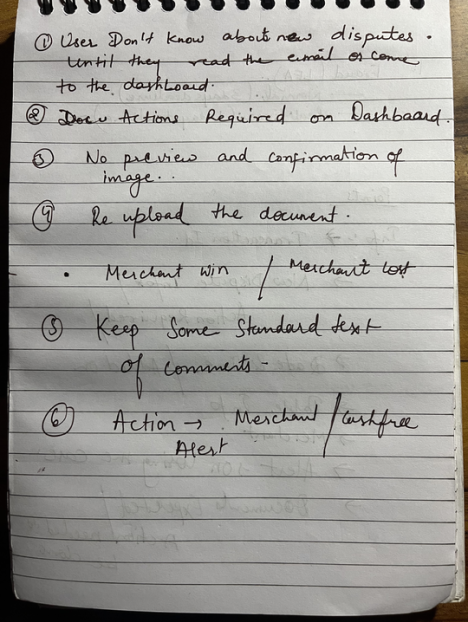 ① User Don't know about new disputes.
Until they read the email or come
to the dashboard.
② Actions Required on Dashboard.
③ No preview and confirmation of
image..
④ Re upload the document.
• Merchant win / Merchant lost
⑤ Keep Some Standard text
of comments -
⑥ Action → Merchant / Cashfree
Alert